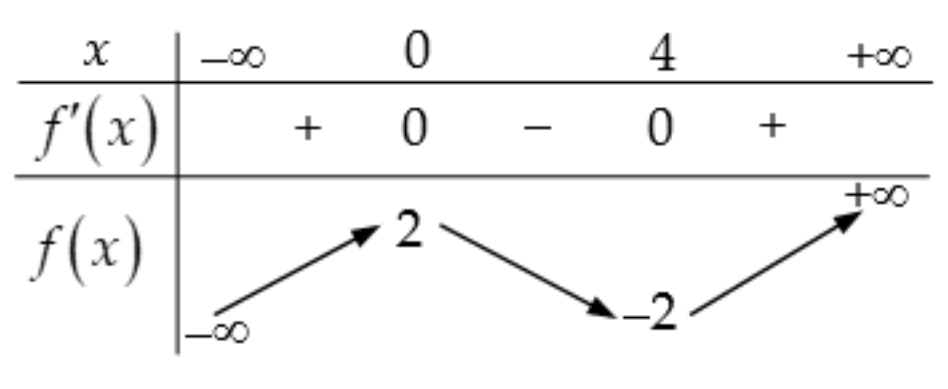 x −∞ 0 4 +∞
f′(x) + 0 − 0 +
+∞
f(x) 2
−2
−∞